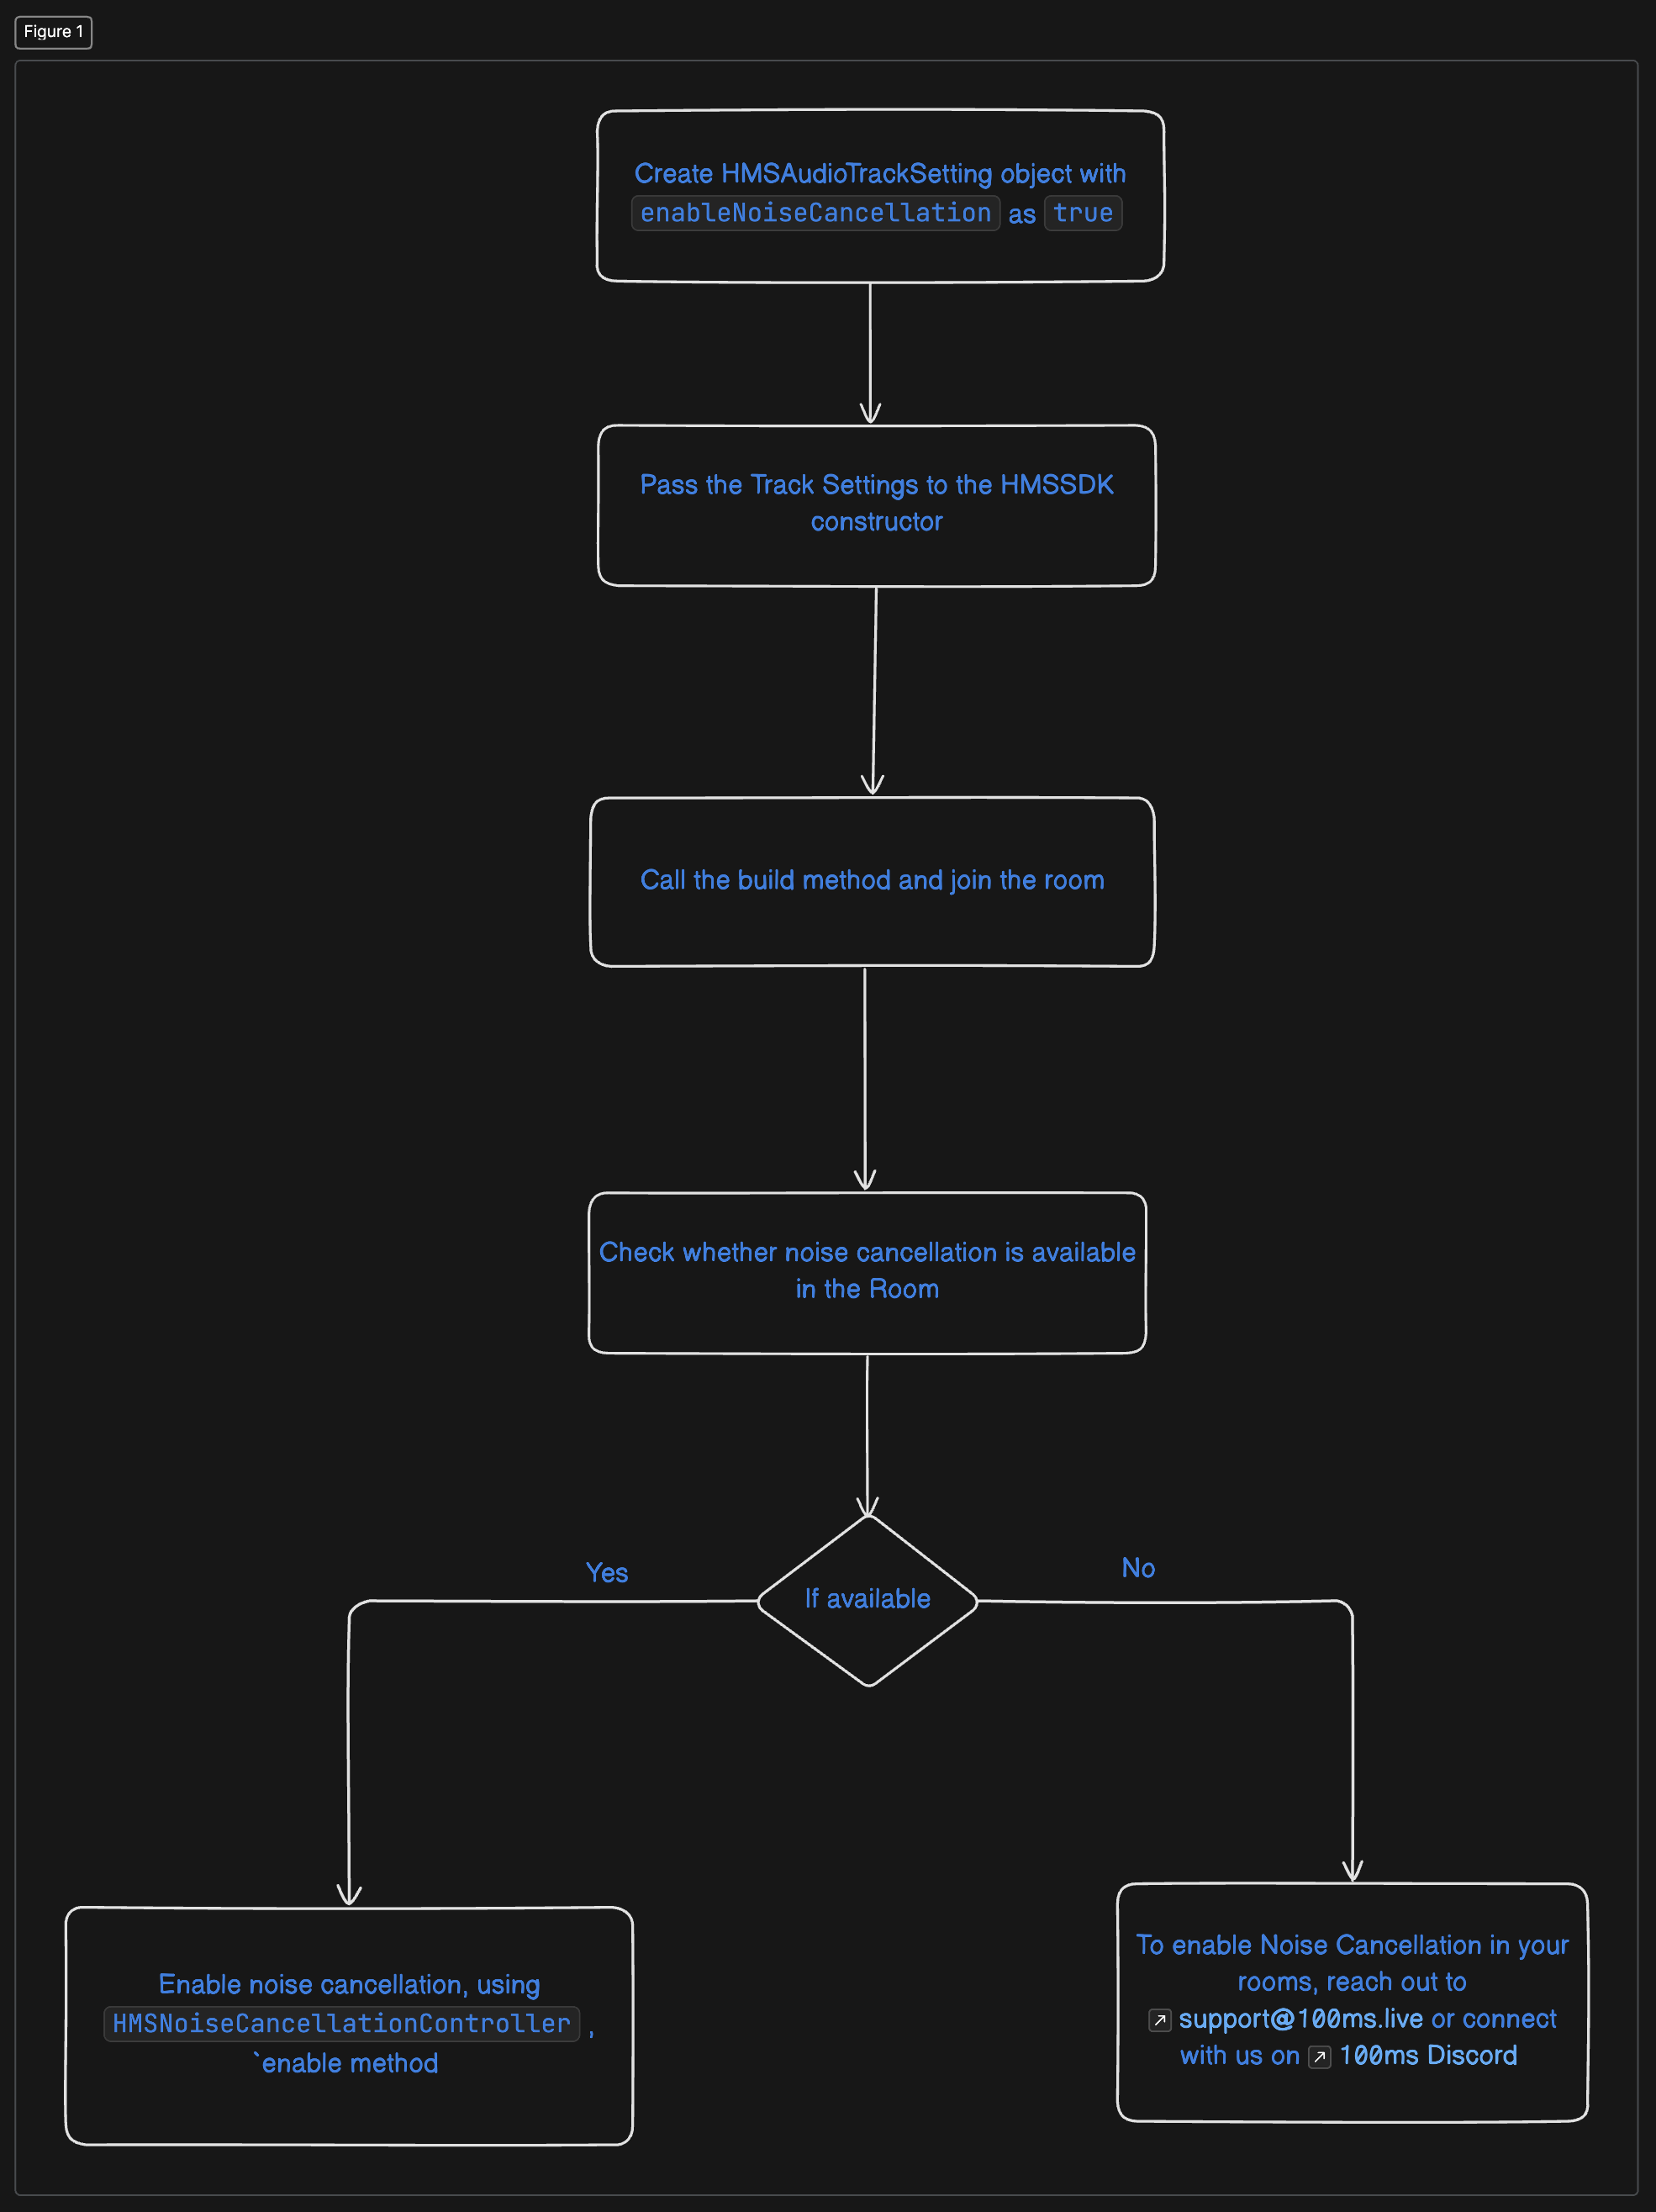 Figure 1
Create HMSAudioTrackSetting object with
enableNoiseCancellation as true
Pass the Track Settings to the HMSSDK
constructor
Call the build method and join the room
Check whether noise cancellation is available
in the Room
If available
Yes
No
Enable noise cancellation, using
HMSNoiseCancellationController ,
`enable method
To enable Noise Cancellation in your
rooms, reach out to
support@100ms.live or connect
with us on 100ms Discord